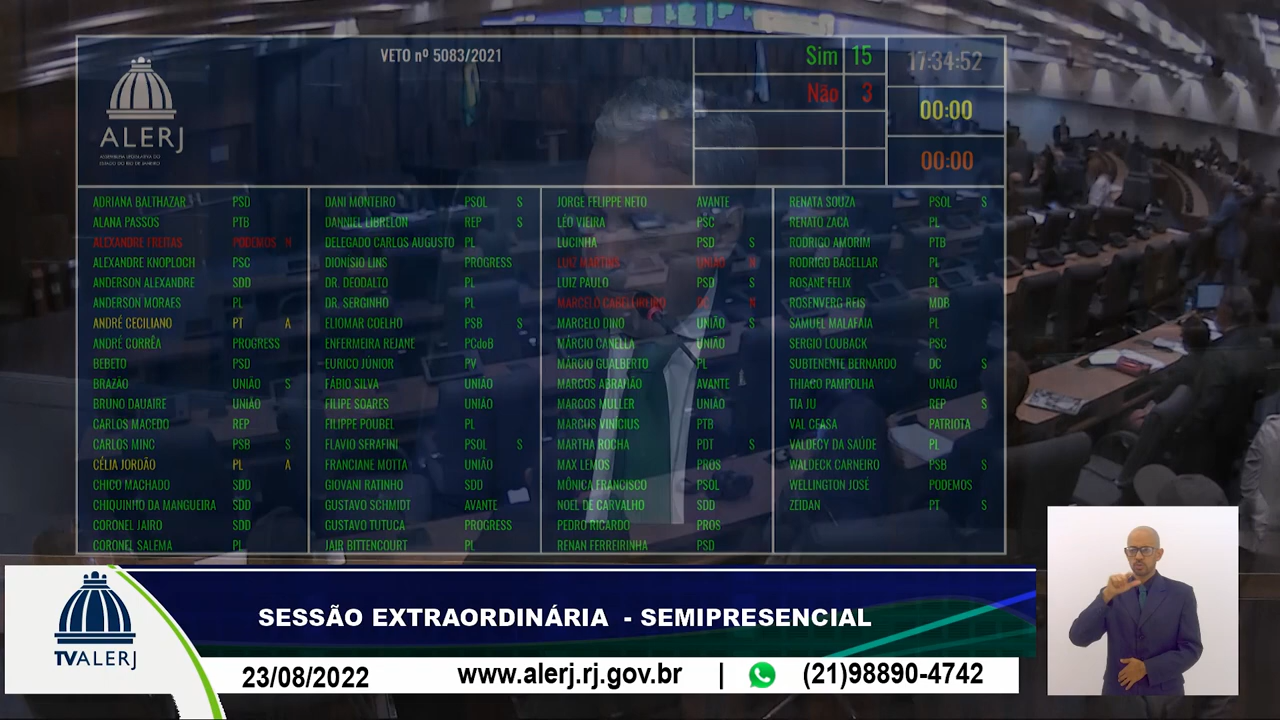 VETO nº 5083/2021
Sim 15
Não 3
17:34:52
00:00
00:00
ALERJ
ASSEMBLEIA LEGISLATIVA DO
ESTADO DO RIO DE JANEIRO
ADRIANA BALTHAZAR PSD
ALANA PASSOS PTB
ALEXANDRE FREITAS PODEMOS N
ALEXANDRE KNOPLOCH PSC
ANDERSON ALEXANDRE SDD
ANDERSON MORAES PL
ANDRÉ CECILIANO PT A
ANDRÉ CORRÊA PROGRESS
BEBETO PSD
BRAZÃO UNIÃO S
BRUNO DAUAIRE UNIÃO
CARLOS MACEDO REP
CARLOS MINC PSB S
CÉLIA JORDÃO PL A
CHICO MACHADO SDD
CHIQUINHO DA MANGUEIRA SDD
CORONEL JAIRO SDD
CORONEL SALEMA PL
DANI MONTEIRO PSOL S
DANNIEL LIBRELON REP S
DELEGADO CARLOS AUGUSTO PL
DIONISIO LINS PROGRESS
DR. DEODALTO PL
DR. SERGINHO PL
ELIOMAR COELHO PSB S
ENFERMEIRA REJANE PCdoB
EURICO JÚNIOR PV
FÁBIO SILVA UNIÃO
FILIPE SOARES UNIÃO
FILIPPE POUBEL PL
FLAVIO SERAFINI PSOL S
FRANCIANE MOTTA UNIÃO
GIOVANI RATINHO SDD
GUSTAVO SCHMIDT AVANTE
GUSTAVO TUTUCA PROGRESS
JAIR BITTENCOURT PL
JORGE FELIPPE NETO AVANTE
LÉO VIEIRA PSC
LUCINHA PSD S
LUIZ MARTINS UNIÃO N
LUIZ PAULO PSD S
MARCELO CABELEIREIRO DC N
MARCELO DINO UNIÃO S
MÁRCIO CANELLA UNIÃO
MÁRCIO GUALBERTO PL
MARCOS ABRAHÃO AVANTE
MARCOS MULLER UNIÃO
MARCUS VINÍCIUS PTB
MARTHA ROCHA PDT S
MAX LEMOS PROS
MÔNICA FRANCISCO PSOL
NOEL DE CARVALHO SDD
PEDRO RICARDO PROS
RENAN FERREIRINHA PSD
RENATA SOUZA PSOL S
RENATO ZACA PL
RODRIGO AMORIM PTB
RODRIGO BACELLAR PL
ROSANE FELIX PL
ROSENVERG REIS MDB
SAMUEL MALAFAIA PL
SERGIO LOUBACK PSC
SUBTENENTE BERNARDO DC S
THIAGO PAMPOLHA UNIÃO
TIA JU REP S
VAL CEASA PATRIOTA
VALDECY DA SAÚDE PL
WALDECK CARNEIRO PSB S
WELLINGTON JOSÉ PODEMOS
ZEIDAN PT S
TVALERJ
SESSÃO EXTRAORDINÁRIA - SEMIPRESENCIAL
23/08/2022 www.alerj.rj.gov.br | (21)98890-4742